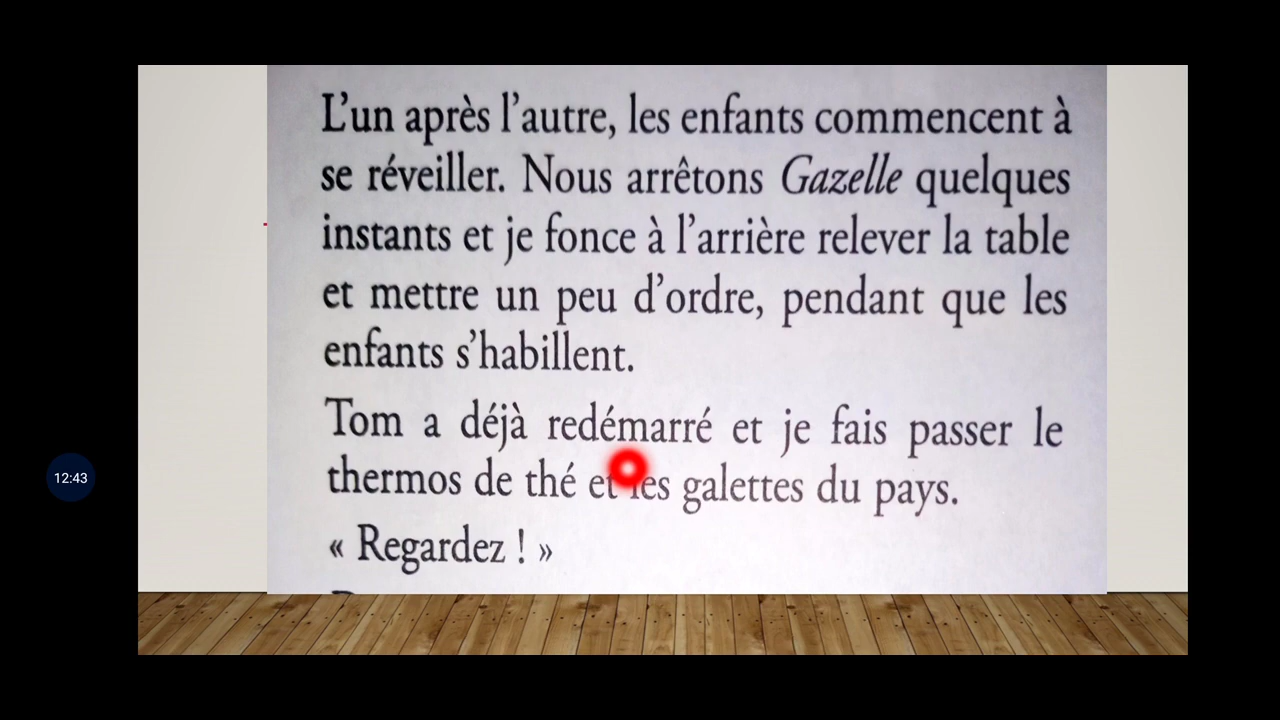 L'un après l'autre, les enfants commencent à
se réveiller. Nous arrêtons Gazelle quelques
instants et je fonce à l'arrière relever la table
et mettre un peu d'ordre, pendant que les
enfants s'habillent.
Tom a déjà redémarré et je fais passer le
thermos de thé et les galettes du pays.
« Regardez ! »
12:43